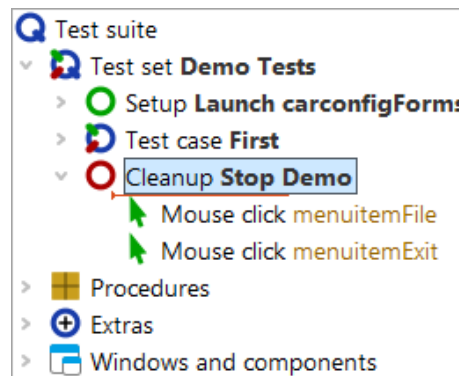 Test suite
Test set Demo Tests
Setup Launch carconfigForms
Test case First
Cleanup Stop Demo
Mouse click menuitemFile
Mouse click menuitemExit
Procedures
Extras
Windows and components